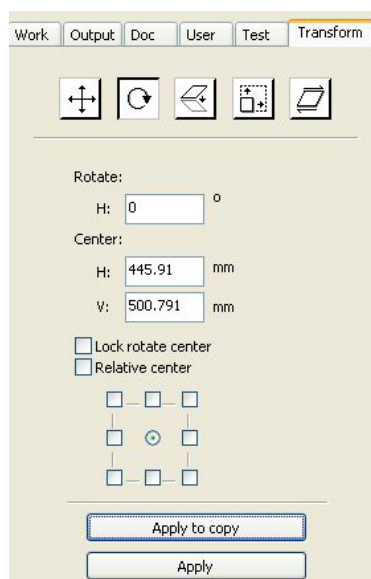 Work Output Doc User Test Transform
Rotate:
H: 0 °
Center:
H: 445.91 mm
V: 500.791 mm
Lock rotate center
Relative center
Apply to copy
Apply